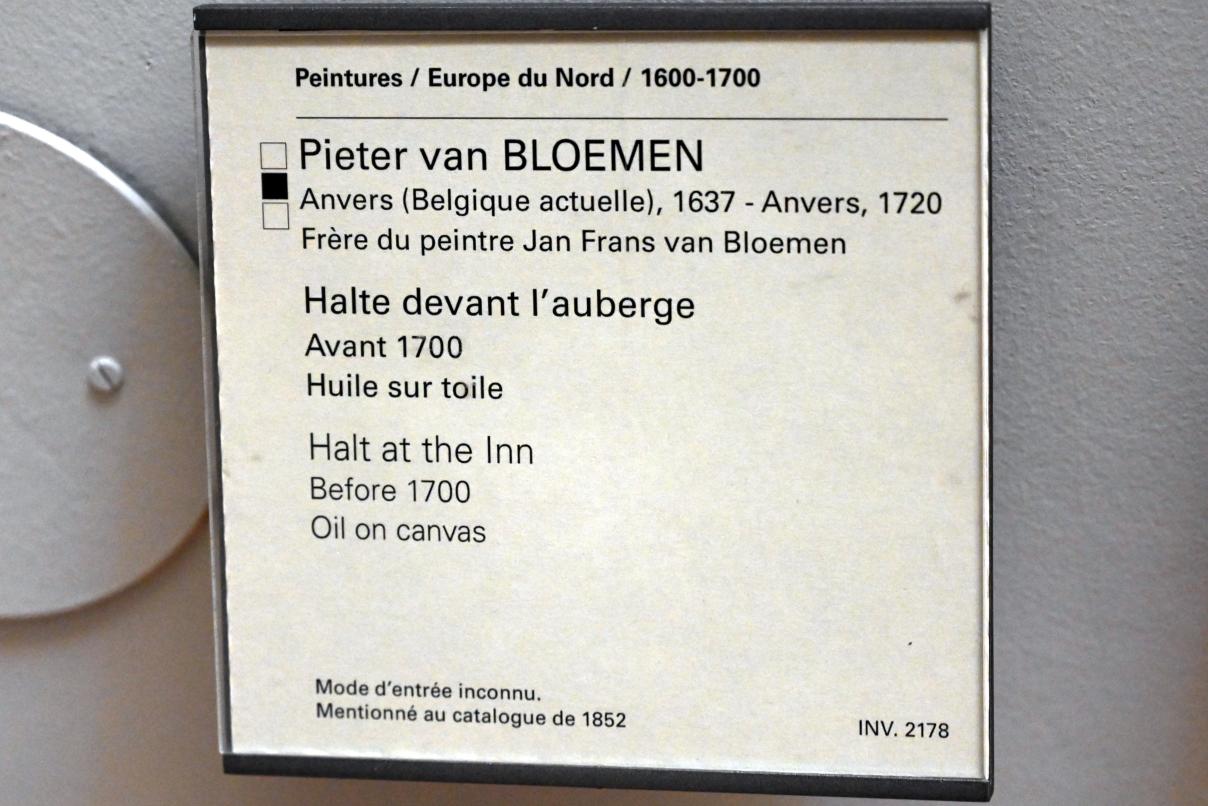 Peintures / Europe du Nord / 1600-1700
Pieter van BLOEMEN
Anvers (Belgique actuelle), 1637 - Anvers, 1720
Frère du peintre Jan Frans van Bloemen
Halte devant l'auberge
Avant 1700
Huile sur toile
Halt at the Inn
Before 1700
Oil on canvas
Mode d'entrée inconnu.
Mentionné au catalogue de 1852
INV. 2178